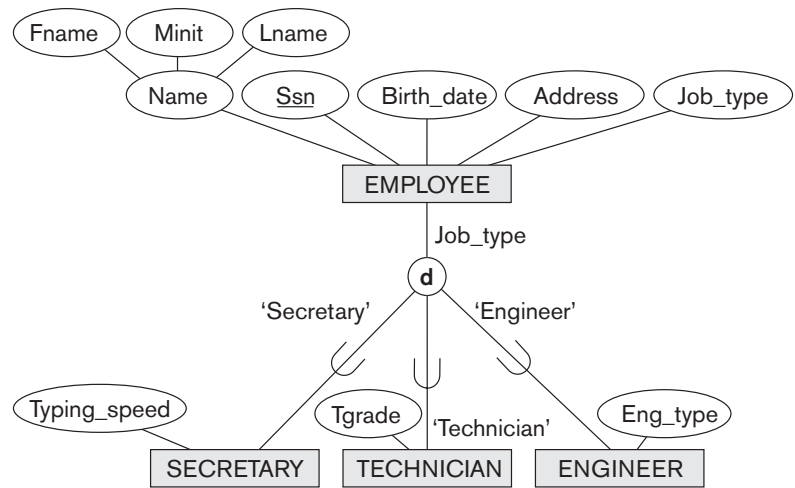 Fname Minit Lname
Name Ssn Birth_date Address Job_type
EMPLOYEE
Job_type
d
‘Secretary’ ‘Engineer’
Typing_speed Tgrade Eng_type
‘Technician’
SECRETARY TECHNICIAN ENGINEER